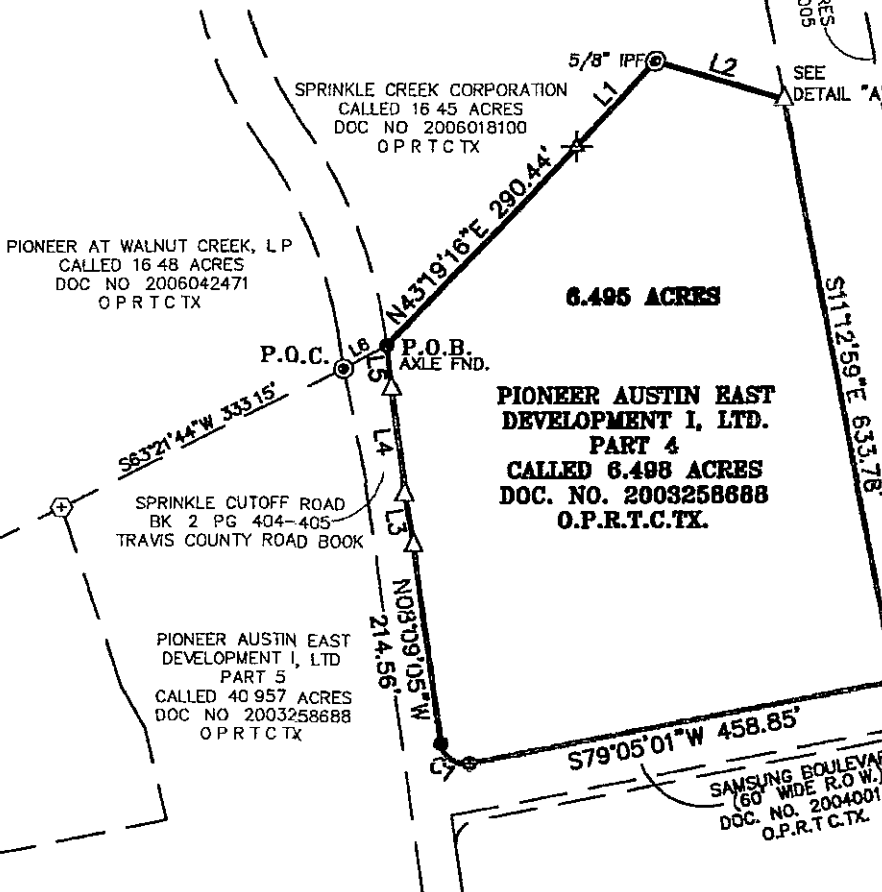 RES
005
5/8" IPF
L2
SEE
DETAIL "A
SPRINKLE CREEK CORPORATION
CALLED 16 45 ACRES
DOC NO 2006018100
O P R T C TX
L1
N43°19'16"E 290.44'
PIONEER AT WALNUT CREEK, L P
CALLED 16 48 ACRES
DOC NO 2006042471
O P R T C TX
6.495 ACRES
S11°12'59"E 633.78'
P.O.C.
L6
P.O.B.
AXLE FND.
L5
PIONEER AUSTIN EAST
DEVELOPMENT I, LTD.
PART 4
CALLED 6.498 ACRES
DOC. NO. 2003258688
O.P.R.T.C.TX.
S63°21'44"W 333 15'
L4
SPRINKLE CUTOFF ROAD
BK 2 PG 404-405
TRAVIS COUNTY ROAD BOOK
L3
N08°09'05"W
214.56'
PIONEER AUSTIN EAST
DEVELOPMENT I, LTD
PART 5
CALLED 40 957 ACRES
DOC NO 2003258688
O P R T C TX
C7
S79°05'01"W 458.85'
SAMSUNG BOULEVAR
(60' WIDE R.O W.)
DOC. NO. 2004001
O.P.R.T C.TX.